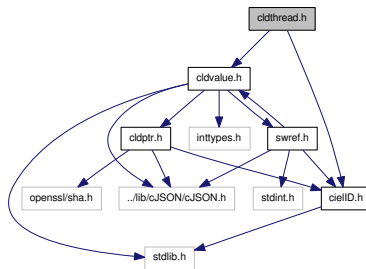 cldthread.h
cldvalue.h
cldptr.h
inttypes.h
swref.h
openssl/sha.h
../lib/cJSON/cJSON.h
stdint.h
cielID.h
stdlib.h